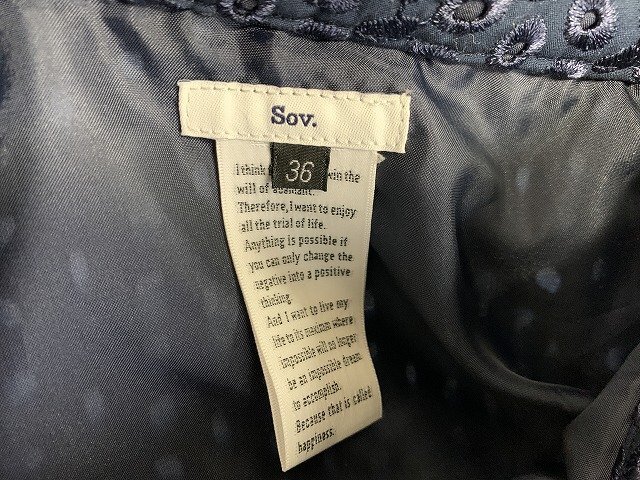 Sov.
36
I think win the
will of adamant.
Therefore, I want to enjoy
all the trial of life.
Anything is possible if
you can only change the
negative into a positive
thinking.
And I want to live my
life to its maximum where
impossible will no longer
be an impossible dream
to accomplish.
Because that is called
happiness.